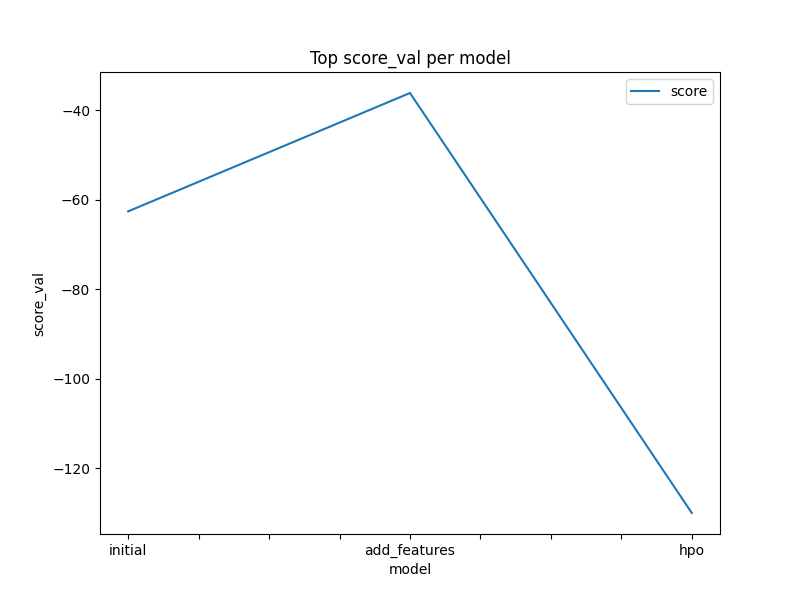 Top score_val per model
score
−40
−60
−80
−100
−120
score_val
initial
add_features
hpo
model